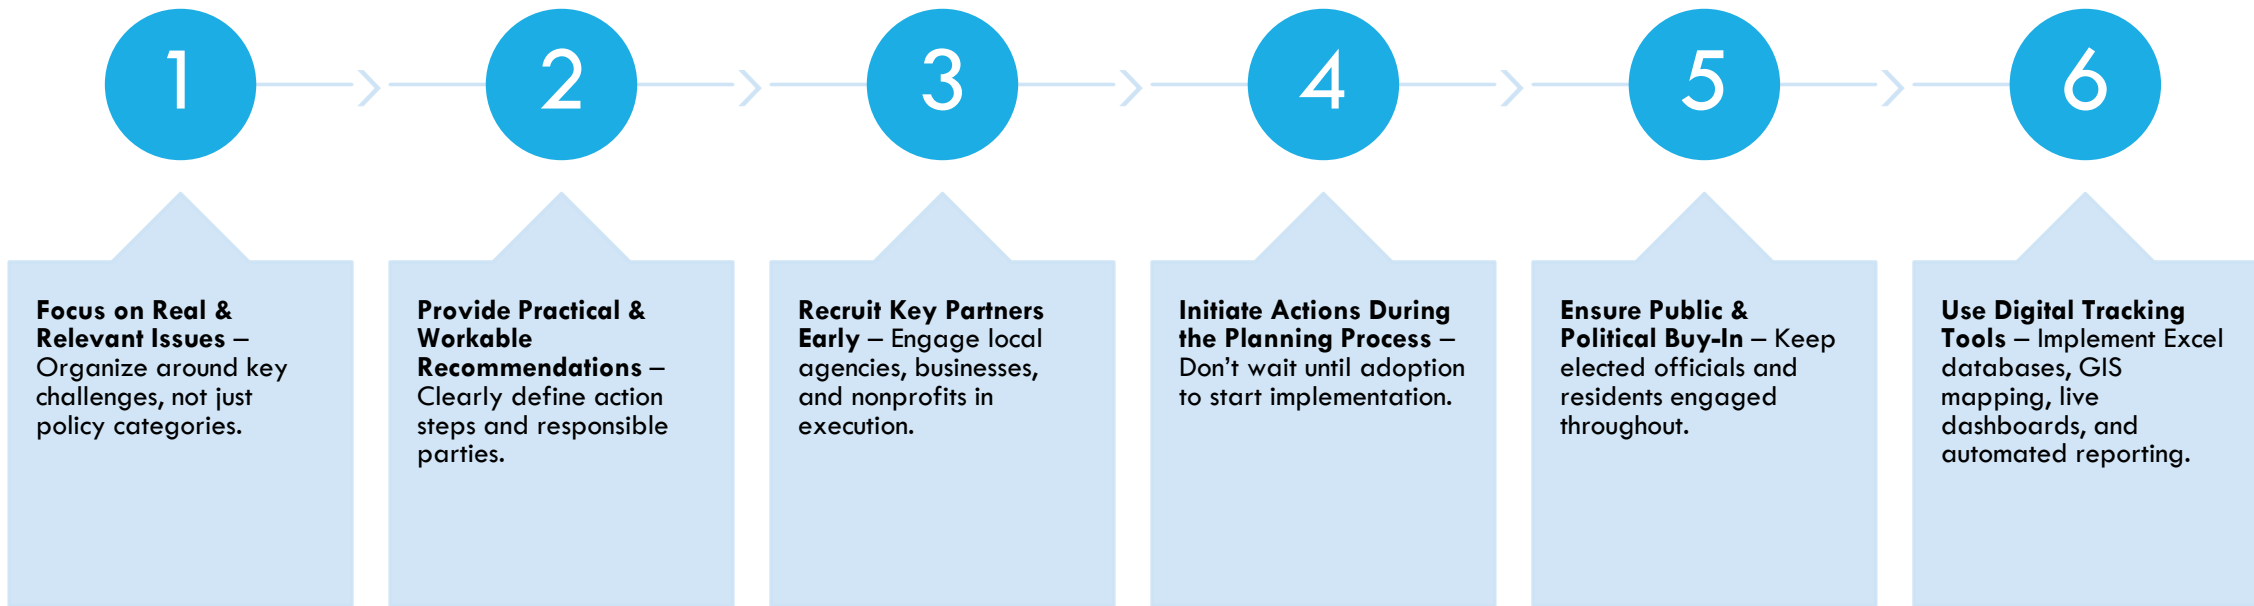 1
2
3
4
5
6
Focus on Real &
Relevant Issues –
Organize around key
challenges, not just
policy categories.
Provide Practical &
Workable
Recommendations –
Clearly define action
steps and responsible
parties.
Recruit Key Partners
Early – Engage local
agencies, businesses,
and nonprofits in
execution.
Initiate Actions During
the Planning Process –
Don’t wait until adoption
to start implementation.
Ensure Public &
Political Buy-In – Keep
elected officials and
residents engaged
throughout.
Use Digital Tracking
Tools – Implement Excel
databases, GIS
mapping, live
dashboards, and
automated reporting.